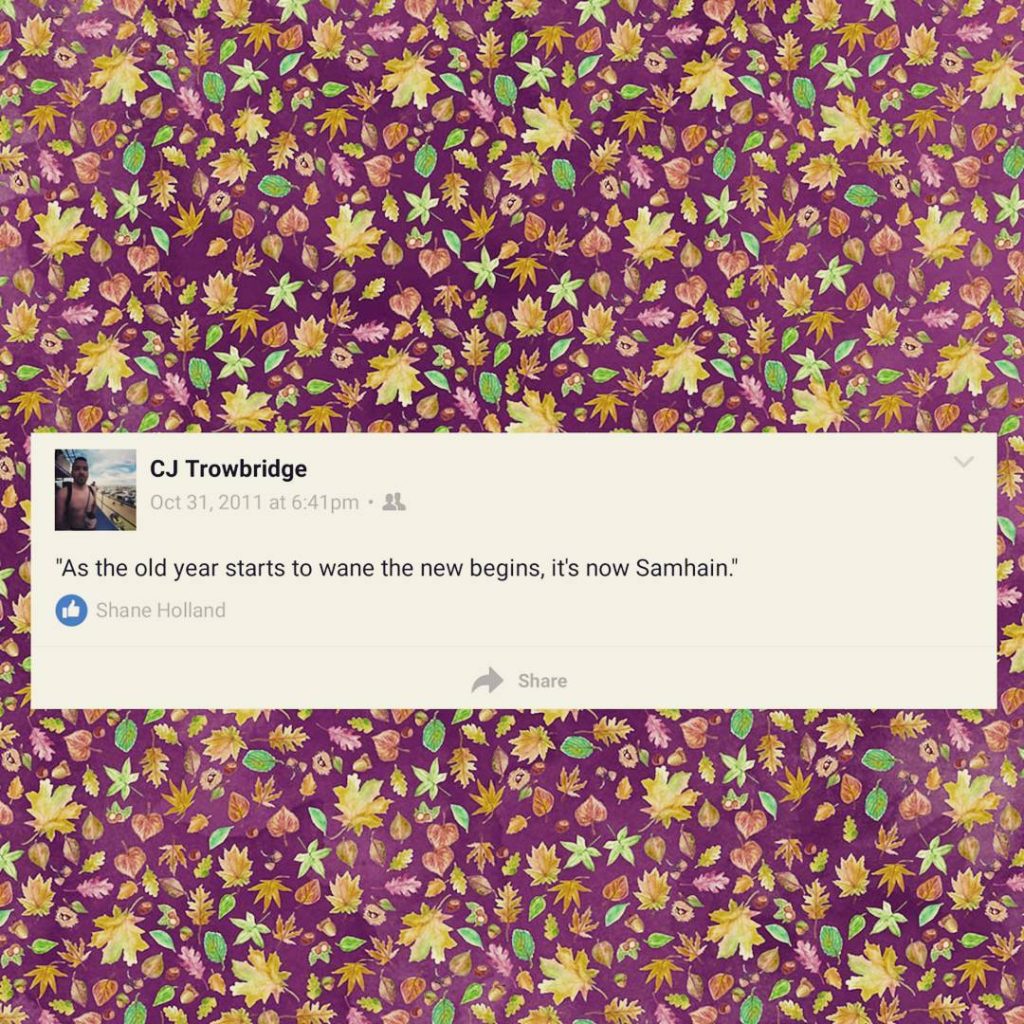 CJ Trowbridge
Oct 31, 2011 at 6:41pm •
"As the old year starts to wane the new begins, it's now Samhain."
Shane Holland
Share